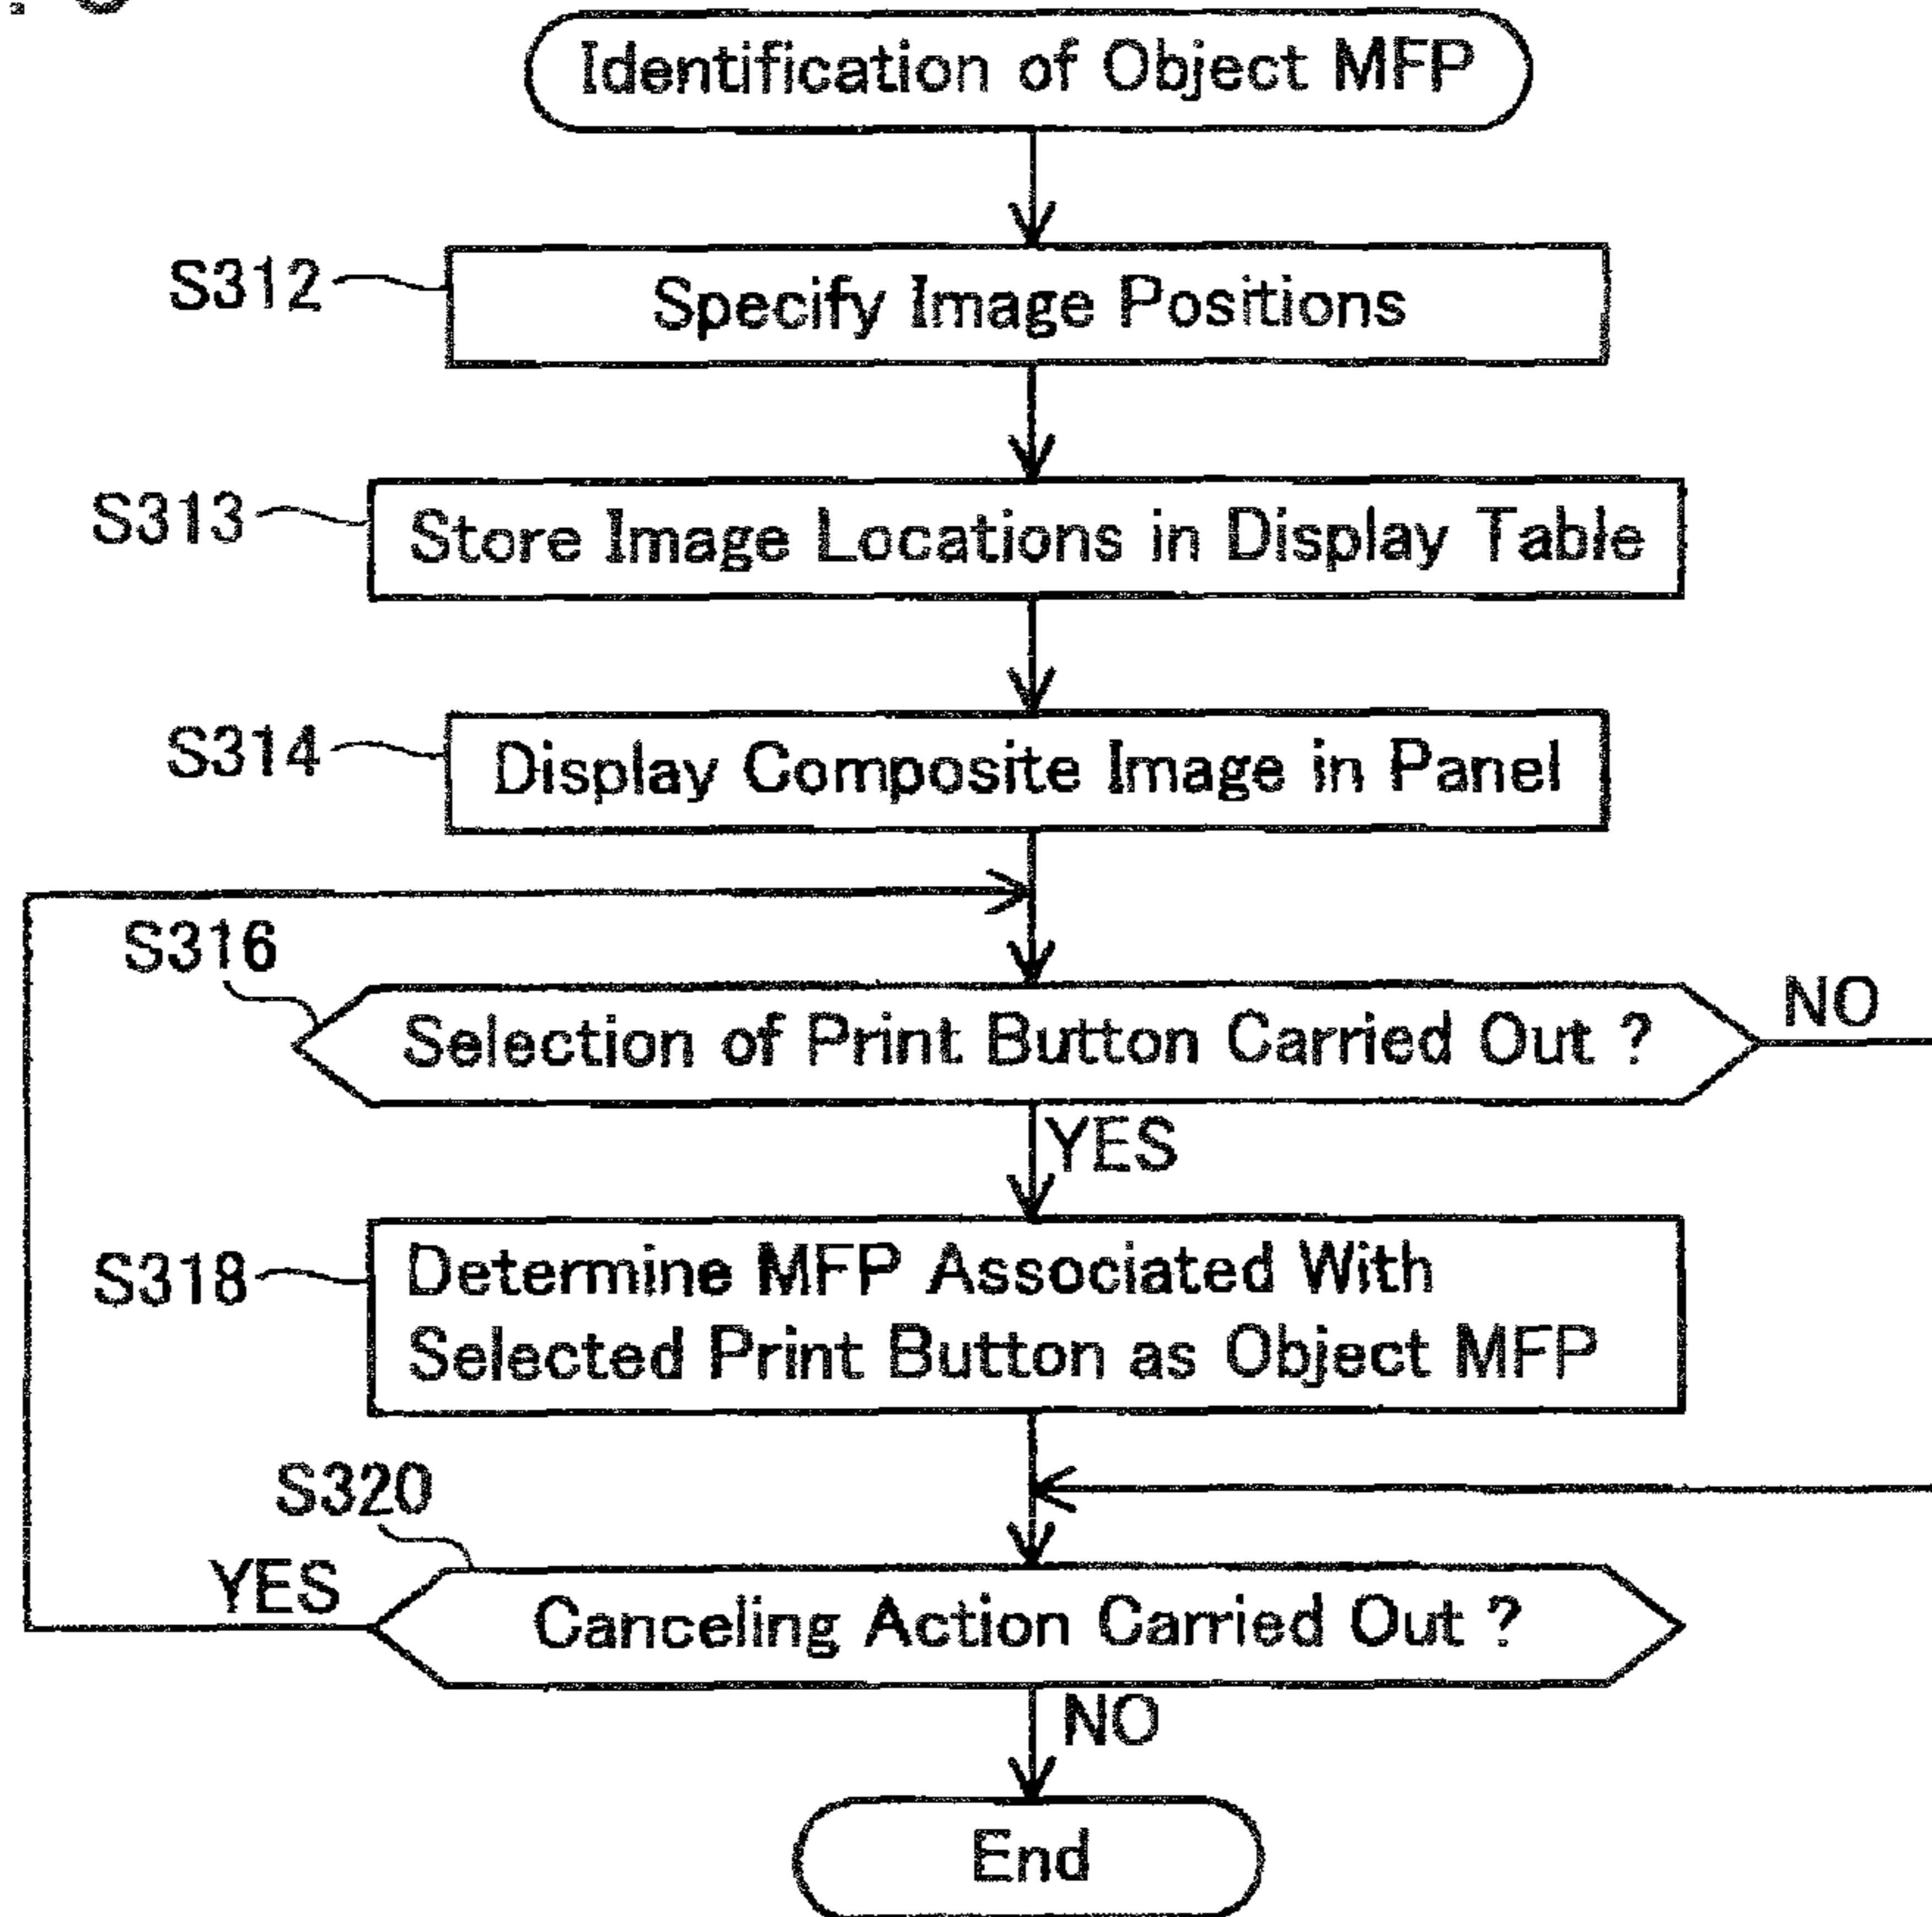 Identification of Object MFP
S312
Specify Image Positions
S313
Store Image Locations in Display Table
S314
Display Composite Image in Panel
S316
Selection of Print Button Carried Out ?
NO
YES
S318
Determine MFP Associated With
Selected Print Button as Object MFP
S320
YES
Canceling Action Carried Out ?
NO
End